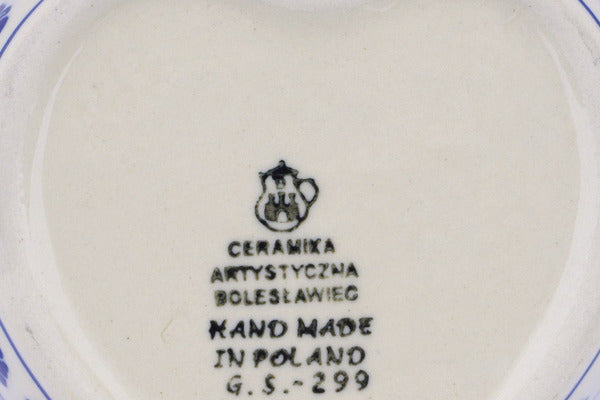 CERAMIKA
ARTYSTYCZNA
BOLESŁAWIEC
HAND MADE
IN POLAND
G.S.-299